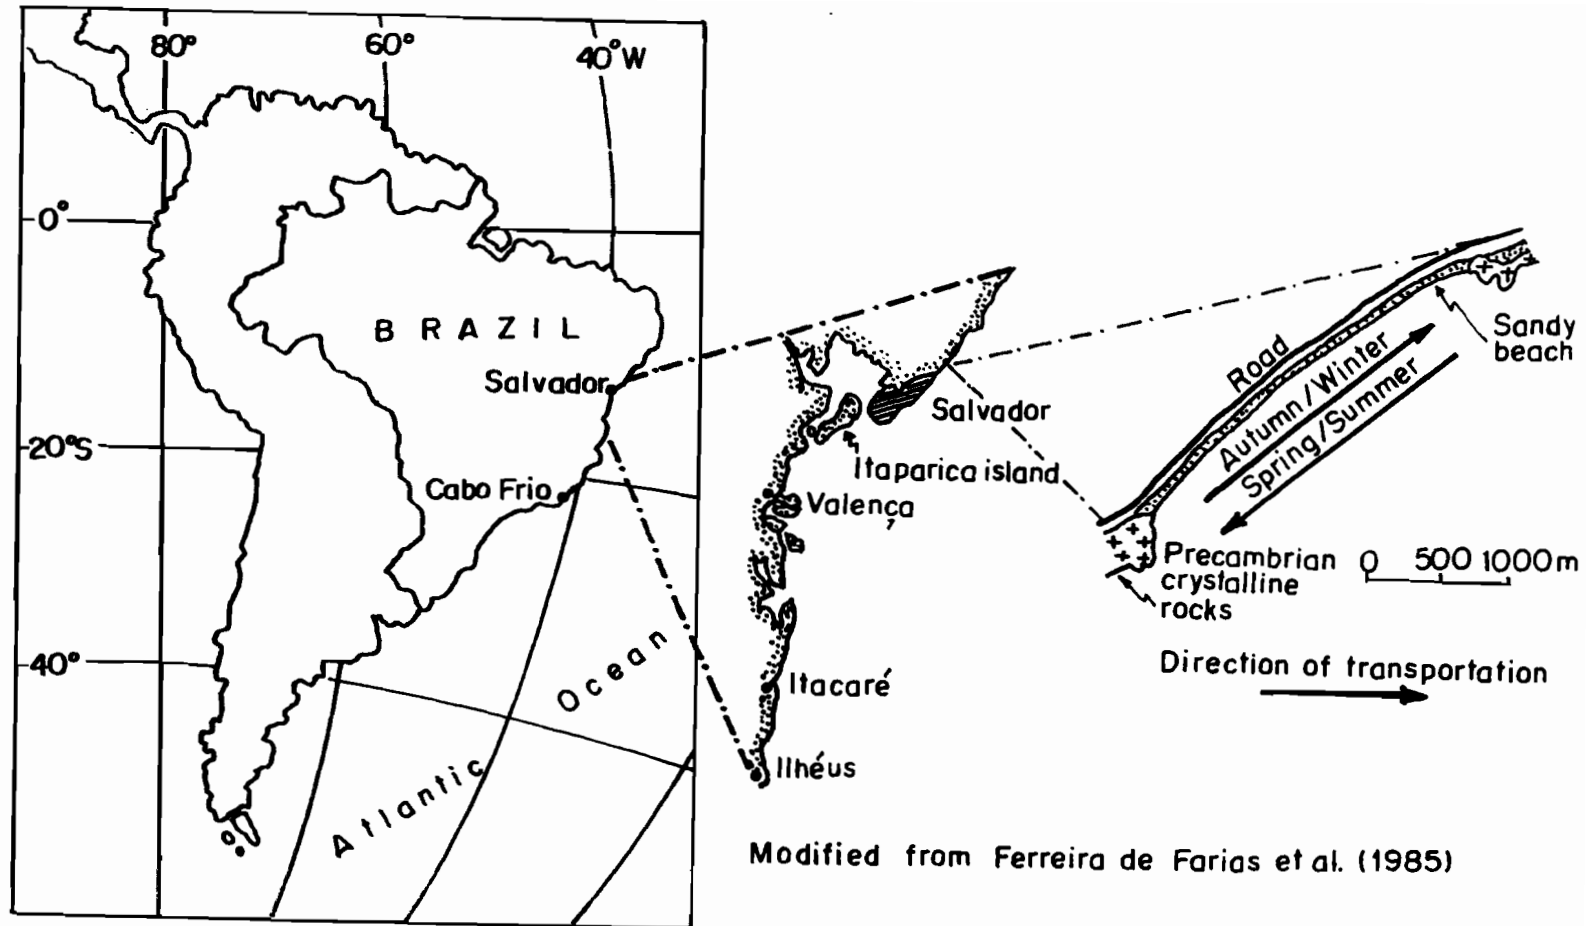 80°
60°
40°W
0°
BRAZIL
Salvador
20°S
Cabo Frio
40°
Atlantic Ocean
Salvador
Itaparica island
Valença
Itacaré
Ilhéus
Road
Autumn/Winter
Spring/Summer
Sandy
beach
Precambrian
crystalline
rocks
0 500 1000m
Direction of transportation
Modified from Ferreira de Farias et al. (1985)